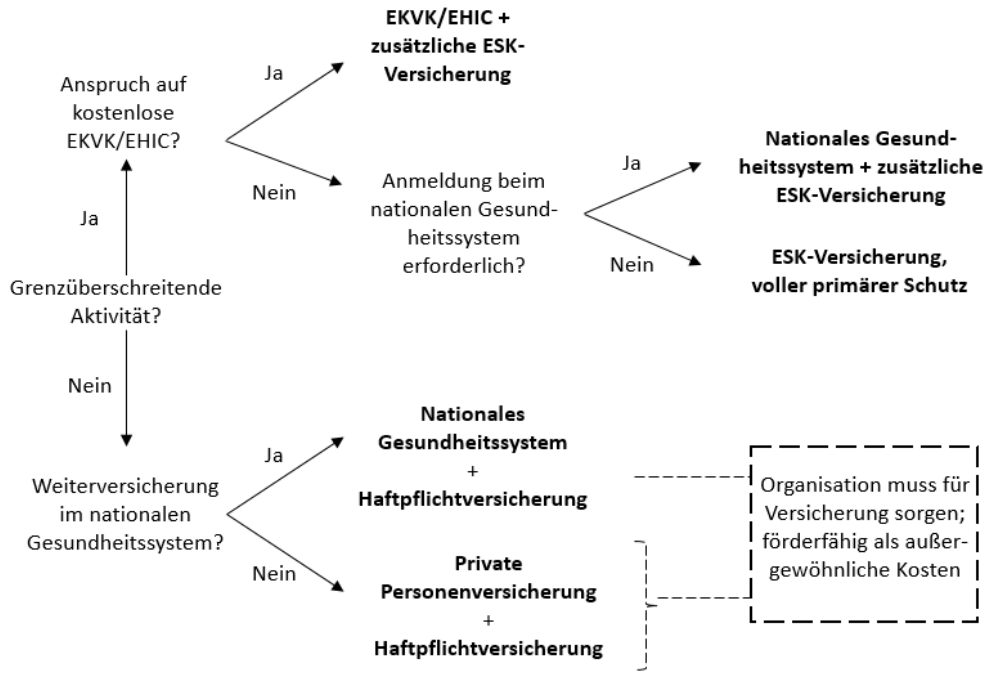 EKVK/EHIC +
zusätzliche ESK-
Versicherung
Ja
Anspruch auf
kostenlose
EKVK/EHIC?
Nein
Anmeldung beim
nationalen Gesund-
heitssystem
erforderlich?
Ja
Nationales Gesund-
heitssystem + zusätzliche
ESK-Versicherung
Nein
ESK-Versicherung,
voller primärer Schutz
Ja
Grenzüberschreitende
Aktivität?
Nein
Weiterversicherung
im nationalen
Gesundheitssystem?
Ja
Nationales
Gesundheitssystem
+
Haftpflichtversicherung
Nein
Private
Personenversicherung
+
Haftpflichtversicherung
Organisation muss für
Versicherung sorgen;
förderfähig als außer-
gewöhnliche Kosten